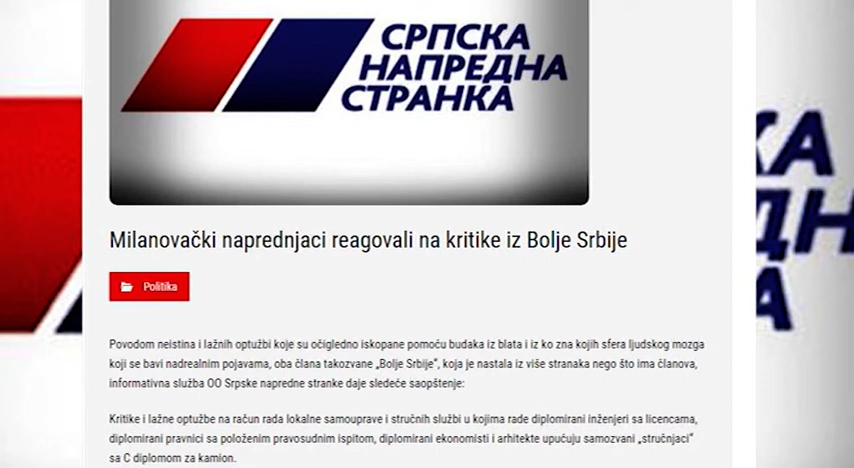 СРПСКА
НАПРЕДНА
СТРАНКА
Milanovački naprednjaci reagovali na kritike iz Bolje Srbije
Politika
Povodom neistina i lažnih optužbi koje su očigledno iskopane pomoću budaka iz blata i iz ko zna kojih sfera ljudskog mozga
koji se bavi nadrealnim pojavama, oba člana takozvane „Bolje Srbije“, koja je nastala iz više stranaka nego što ima članova,
informativna služba OO Srpske napredne stranke daje sledeće saopštenje:
Kritike i lažne optužbe na račun rada lokalne samouprave i stručnih službi u kojima rade diplomirani inženjeri sa licencama,
diplomirani pravnici sa položenim pravosudnim ispitom, diplomirani ekonomisti i arhitekte upućuju samozvani „stručnjaci“
sa C diplomom za kamion.